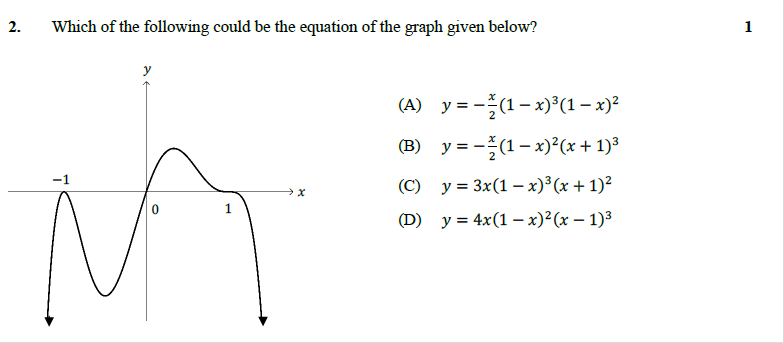 2. Which of the following could be the equation of the graph given below? 1
y
−1
x
0
1
(A) y = −x/2(1 − x)³(1 − x)²
(B) y = −x/2(1 − x)²(x + 1)³
(C) y = 3x(1 − x)³(x + 1)²
(D) y = 4x(1 − x)²(x − 1)³